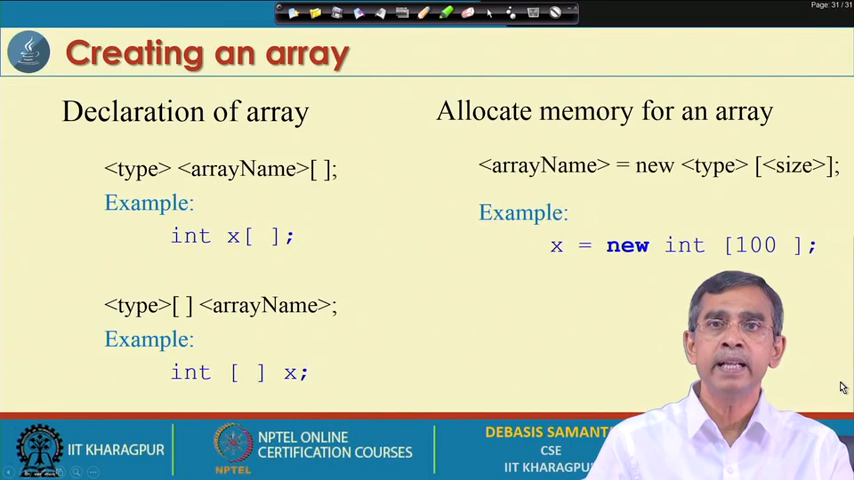 Page: 31 / 31
Creating an array
Declaration of array
<type> <arrayName>[ ];
Example:
int x[ ];
<type>[ ] <arrayName>;
Example:
int [ ] x;
Allocate memory for an array
<arrayName> = new <type> [<size>];
Example:
x = new int [100 ];
IIT KHARAGPUR
NPTEL
NPTEL ONLINE
CERTIFICATION COURSES
DEBASIS SAMANT
CSE
IIT KHARAGPUR